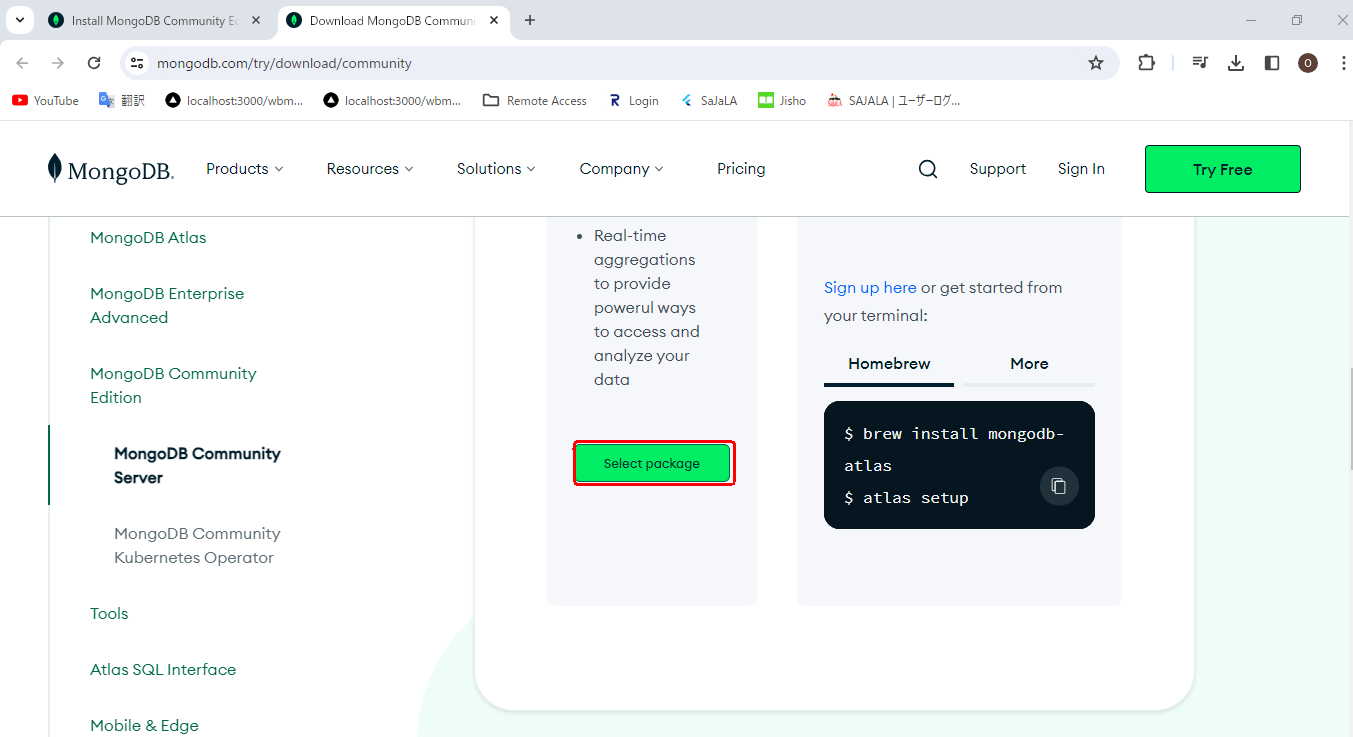 Install MongoDB Community Ec
Download MongoDB Communi
mongodb.com/try/download/community
O
YouTube
翻訳
localhost:3000/wbm...
localhost:3000/wbm...
Remote Access
R Login
SaJaLA
Jisho
SAJALA | ユーザーログ...
MongoDB.
Products
Resources
Solutions
Company
Pricing
Support
Sign In
Try Free
MongoDB Atlas
MongoDB Enterprise
Advanced
MongoDB Community
Edition
MongoDB Community
Server
MongoDB Community
Kubernetes Operator
Tools
Atlas SQL Interface
Mobile & Edge
• Real-time
aggregations
to provide
powerul ways
to access and
analyze your
data
Select package
Sign up here or get started from
your terminal:
Homebrew
More
$ brew install mongodb-
atlas
$ atlas setup